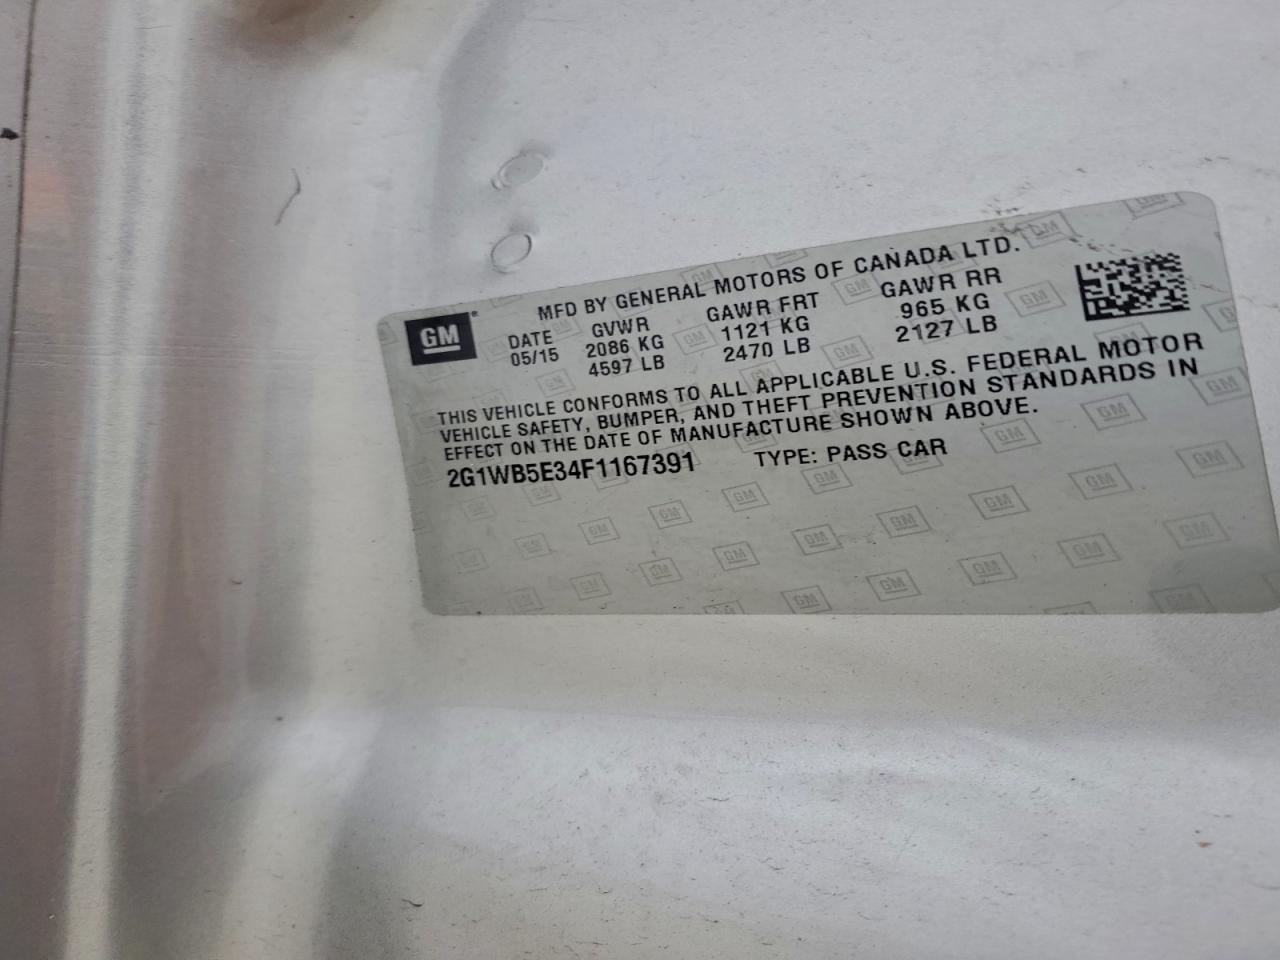 GM
MFD BY GENERAL MOTORS OF CANADA LTD.
DATE GVWR GAWR FRT GAWR RR
05/15 2086 KG 1121 KG 965 KG
4597 LB 2470 LB 2127 LB
THIS VEHICLE CONFORMS TO ALL APPLICABLE U.S. FEDERAL MOTOR
VEHICLE SAFETY, BUMPER, AND THEFT PREVENTION STANDARDS IN
EFFECT ON THE DATE OF MANUFACTURE SHOWN ABOVE.
2G1WB5E34F1167391 TYPE: PASS CAR